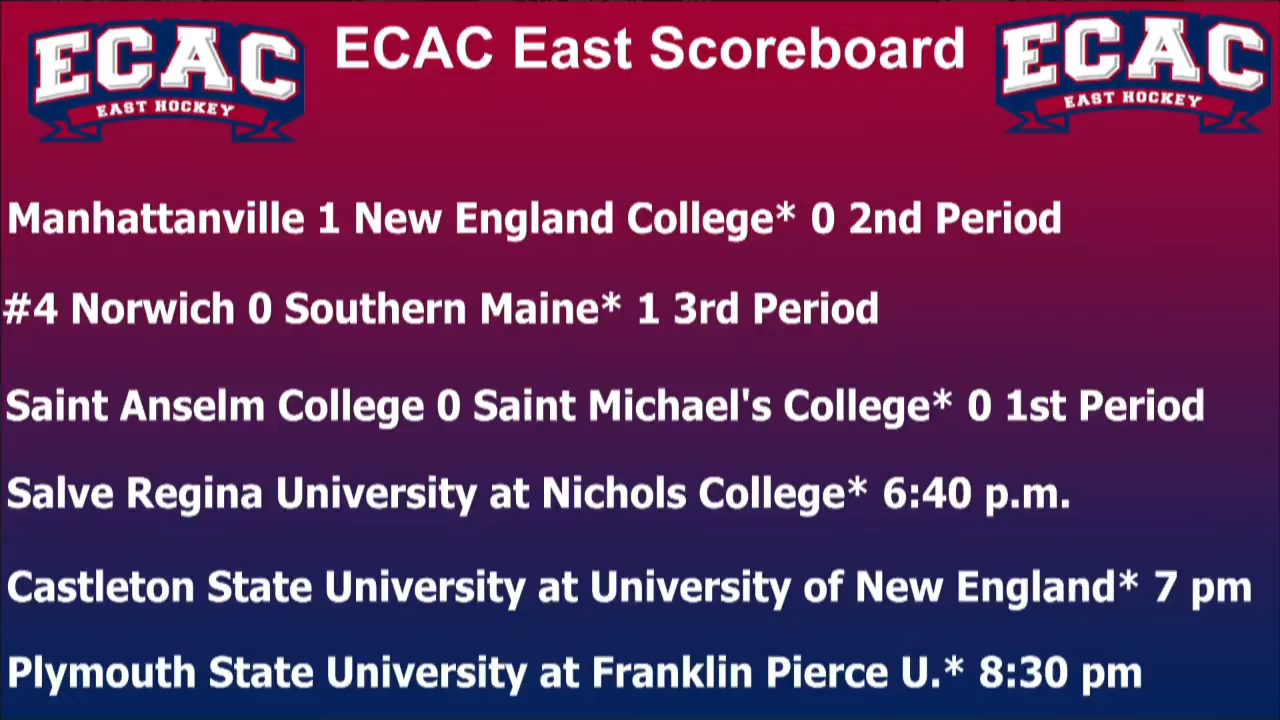 ECAC East Scoreboard ECAC
EAST HOCKEY
ECAC
EAST HOCKEY
Manhattanville 1 New England College* 0 2nd Period
#4 Norwich 0 Southern Maine* 1 3rd Period
Saint Anselm College 0 Saint Michael's College* 0 1st Period
Salve Regina University at Nichols College* 6:40 p.m.
Castleton State University at University of New England* 7 pm
Plymouth State University at Franklin Pierce U.* 8:30 pm